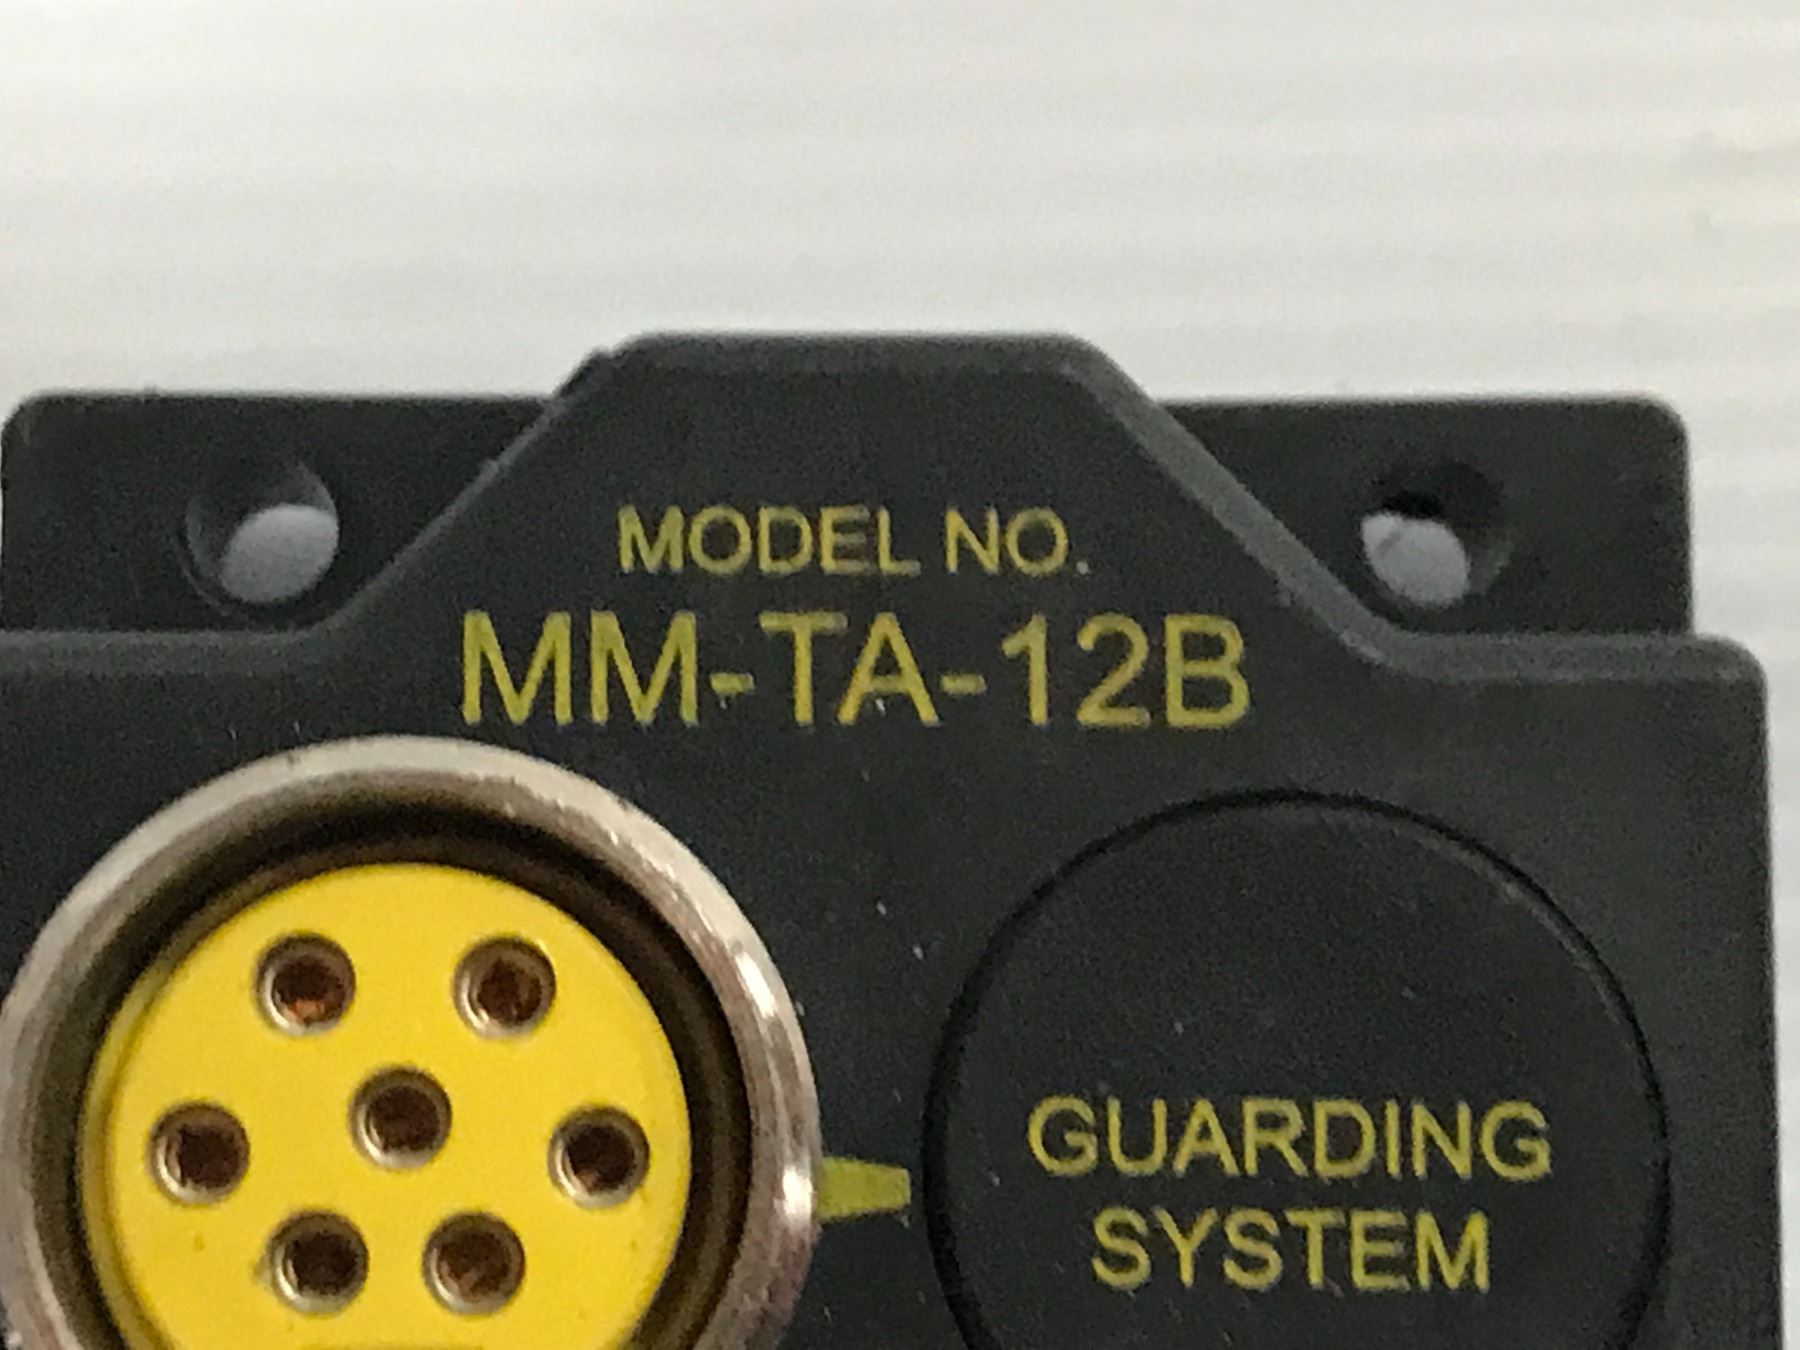 MODEL NO.
MM-TA-12B
GUARDING
SYSTEM